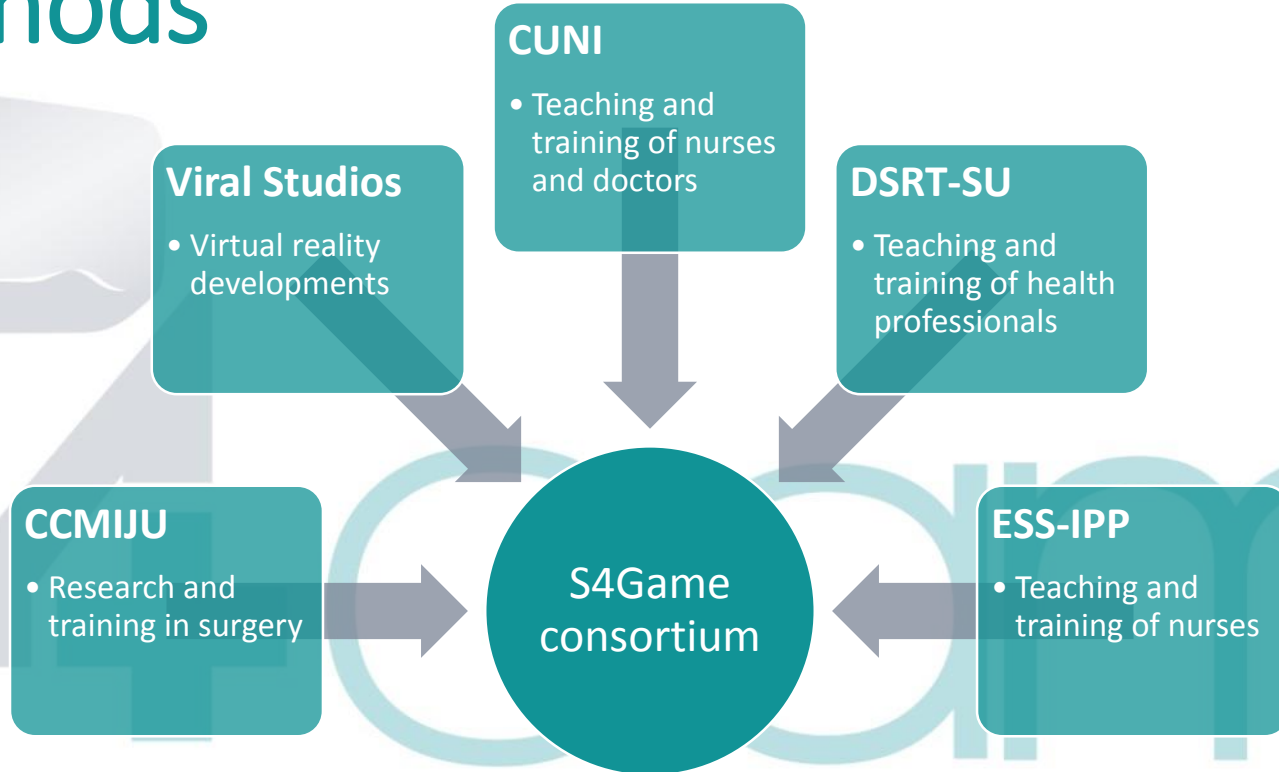 CUNI
• Teaching and
training of nurses
and doctors
Viral Studios
• Virtual reality
developments
DSRT-SU
• Teaching and
training of health
professionals
CCMIJU
• Research and
training in surgery
S4Game
consortium
ESS-IPP
• Teaching and
training of nurses